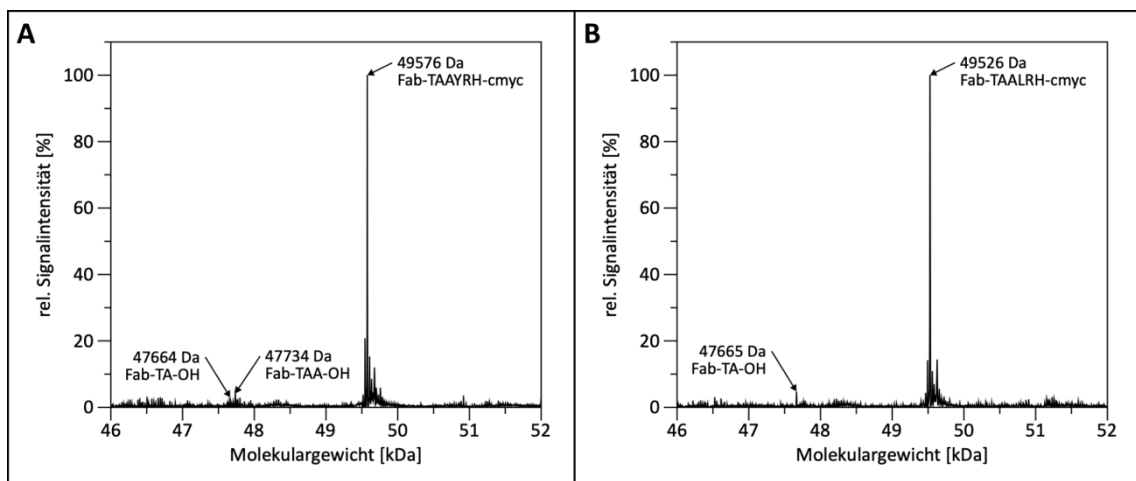 A
rel. Signalintensität [%]
100
80
60
40
20
0
49576 Da
Fab-TAAYRH-cmyc
47664 Da
Fab-TA-OH
47734 Da
Fab-TAA-OH
46 47 48 49 50 51 52
Molekulargewicht [kDa]
B
rel. Signalintensität [%]
100
80
60
40
20
0
49526 Da
Fab-TAALRH-cmyc
47665 Da
Fab-TA-OH
46 47 48 49 50 51 52
Molekulargewicht [kDa]